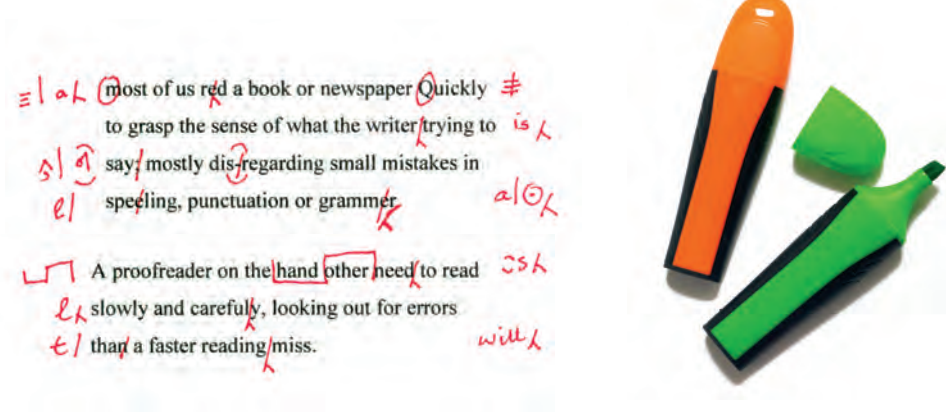 a most of us red a book or newspaper Quickly
to grasp the sense of what the writer trying to is
say; mostly dis-regarding small mistakes in
l/ speeling, punctuation or grammer a/
A proofreader on the hand other need to read s
l slowly and carefuly, looking out for errors
t/ than a faster reading miss. will